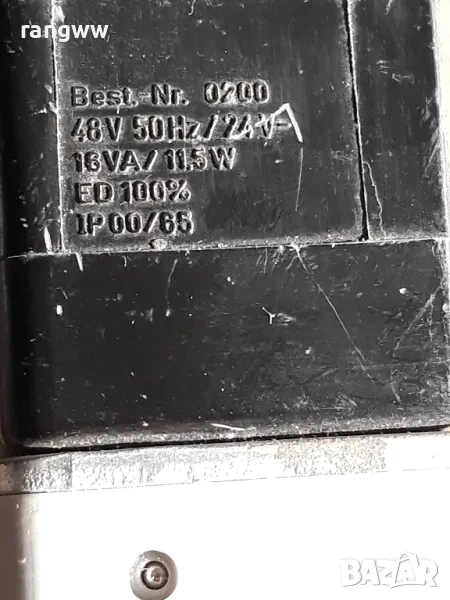 rangww
Best.-Nr. 0200
48V 50Hz/24V=
16VA/11.5W
ED 100%
IP 00/65
bazar